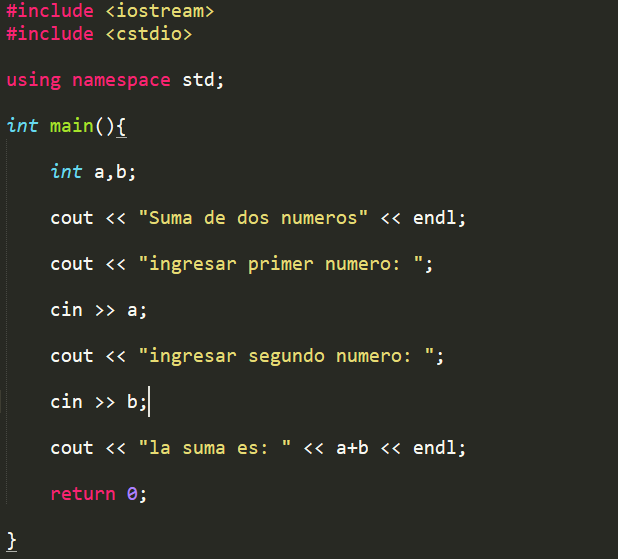 #include <iostream>
#include <cstdio>
using namespace std;
int main(){
int a,b;
cout << "Suma de dos numeros" << endl;
cout << "ingresar primer numero: ";
cin >> a;
cout << "ingresar segundo numero: ";
cin >> b;
cout << "la suma es: " << a+b << endl;
return 0;
}